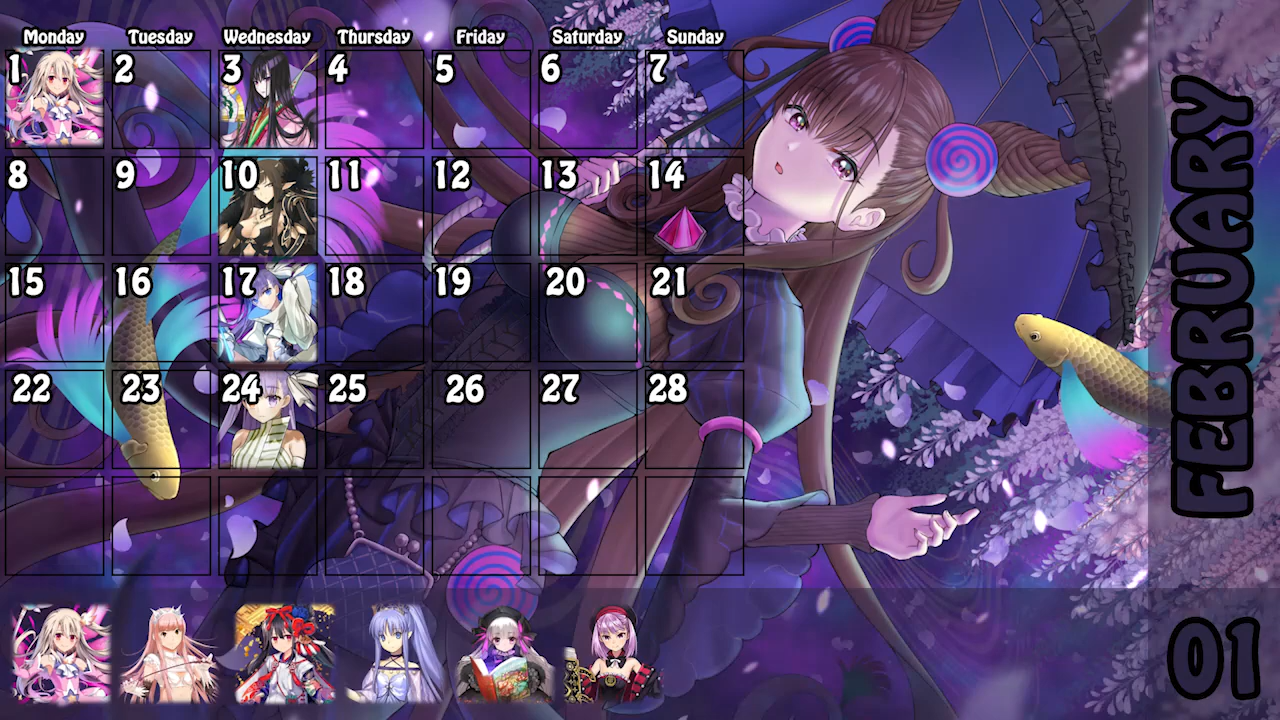 Monday Tuesday Wednesday Thursday Friday Saturday Sunday
1 2 3 4 5 6 7
8 9 10 11 12 13 14
15 16 17 18 19 20 21
22 23 24 25 26 27 28
FEBRUARY
01